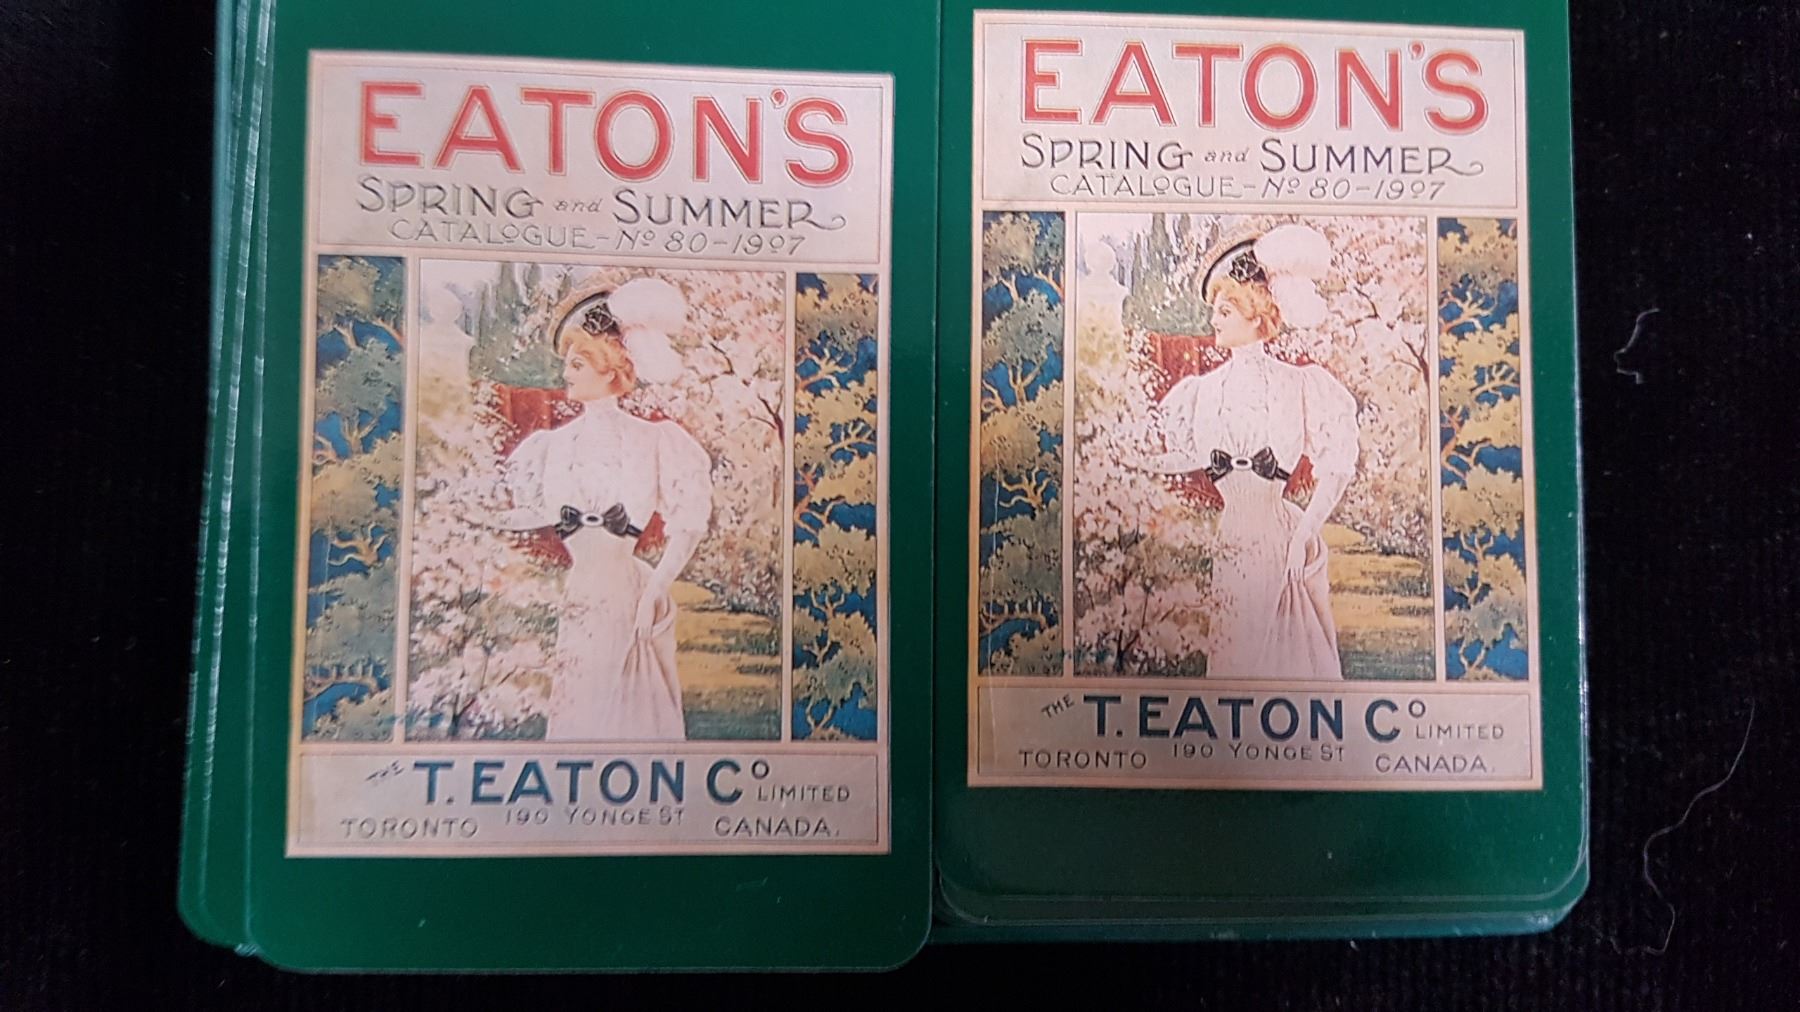 EATON'S
SPRING and SUMMER
CATALOGUE - Nº 80 - 1907
THE T. EATON Cº LIMITED
190 YONGE ST
TORONTO CANADA.
EATON'S
SPRING and SUMMER
CATALOGUE - Nº 80 - 1907
THE T. EATON Cº LIMITED
190 YONGE ST
TORONTO CANADA.